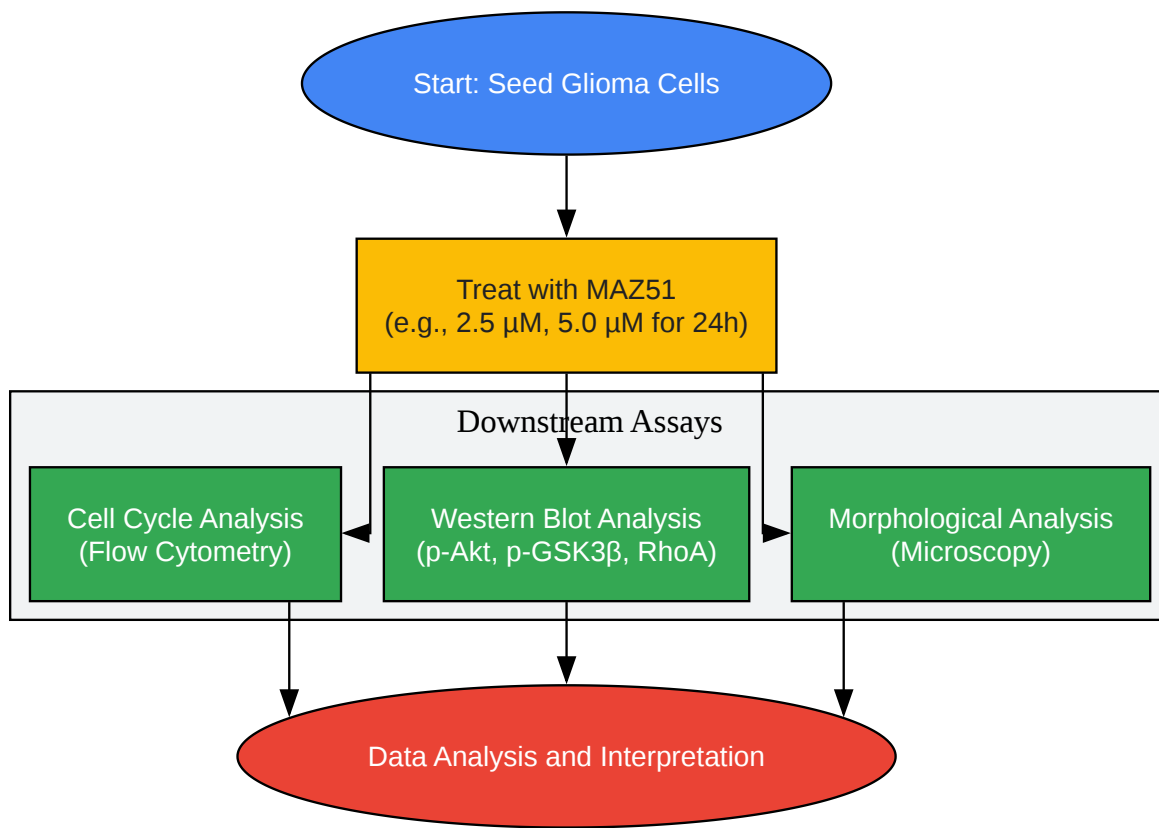 Start: Seed Glioma Cells
Treat with MAZ51
(e.g., 2.5 µM, 5.0 µM for 24h)
Downstream Assays
Cell Cycle Analysis
(Flow Cytometry)
Western Blot Analysis
(p-Akt, p-GSK3β, RhoA)
Morphological Analysis
(Microscopy)
Data Analysis and Interpretation